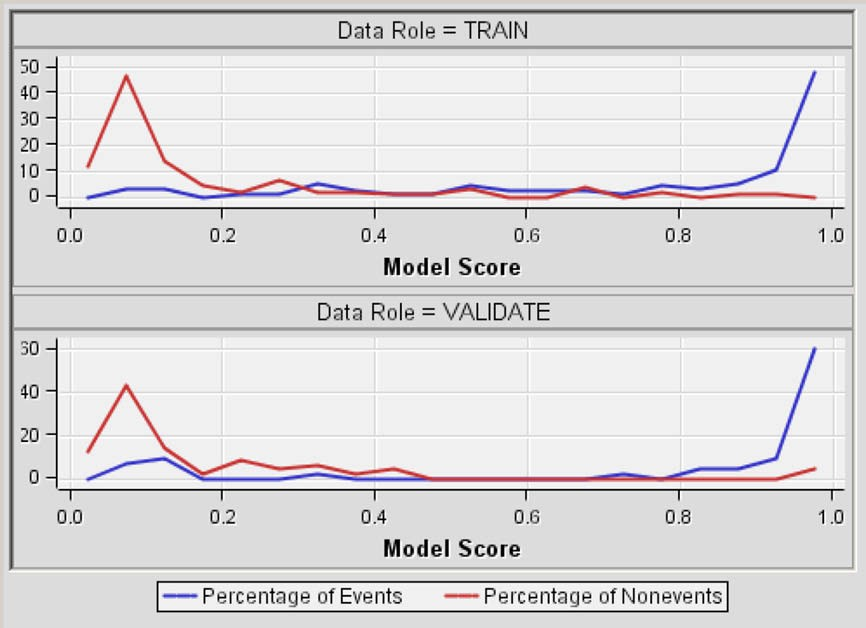 Data Role = TRAIN
50
40
30
20
10
0
0.0 0.2 0.4 0.6 0.8 1.0
Model Score
Data Role = VALIDATE
60
40
20
0
0.0 0.2 0.4 0.6 0.8 1.0
Model Score
Percentage of Events Percentage of Nonevents